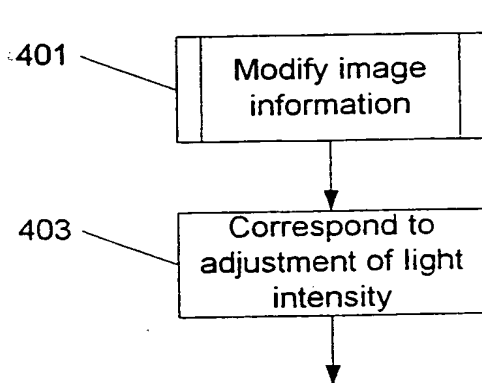 401
Modify image
information
403
Correspond to
adjustment of light
intensity